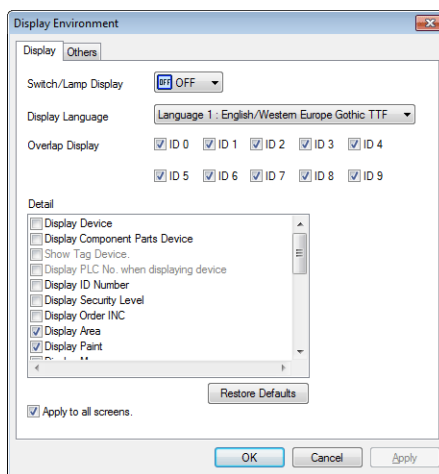 Display Environment
Display Others
Switch/Lamp Display OFF OFF
Display Language Language 1 : English/Western Europe Gothic TTF
Overlap Display ID 0 ID 1 ID 2 ID 3 ID 4
ID 5 ID 6 ID 7 ID 8 ID 9
Detail
Display Device
Display Component Parts Device
Show Tag Device.
Display PLC No. when displaying device
Display ID Number
Display Security Level
Display Order INC
Display Area
Display Paint
Restore Defaults
Apply to all screens.
OK Cancel Apply